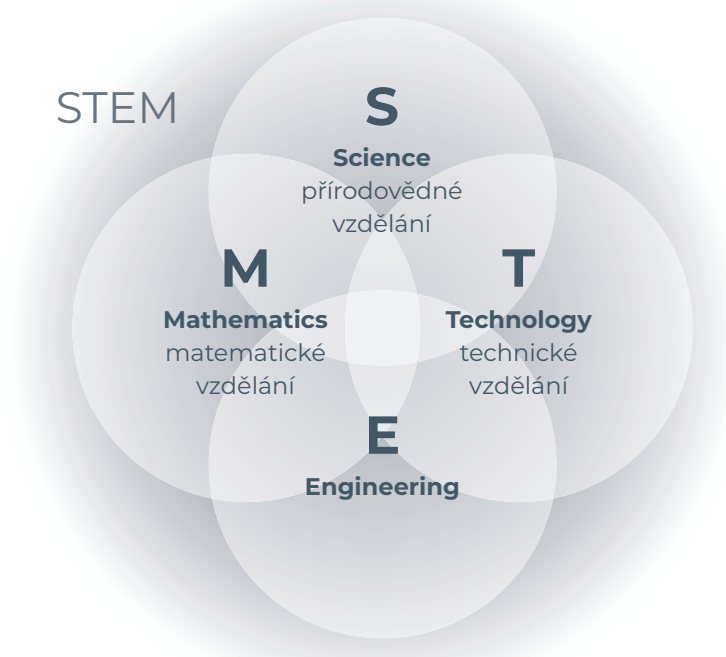 STEM
S
Science
přírodovědné
vzdělání
M
Mathematics
matematické
vzdělání
T
Technology
technické
vzdělání
E
Engineering